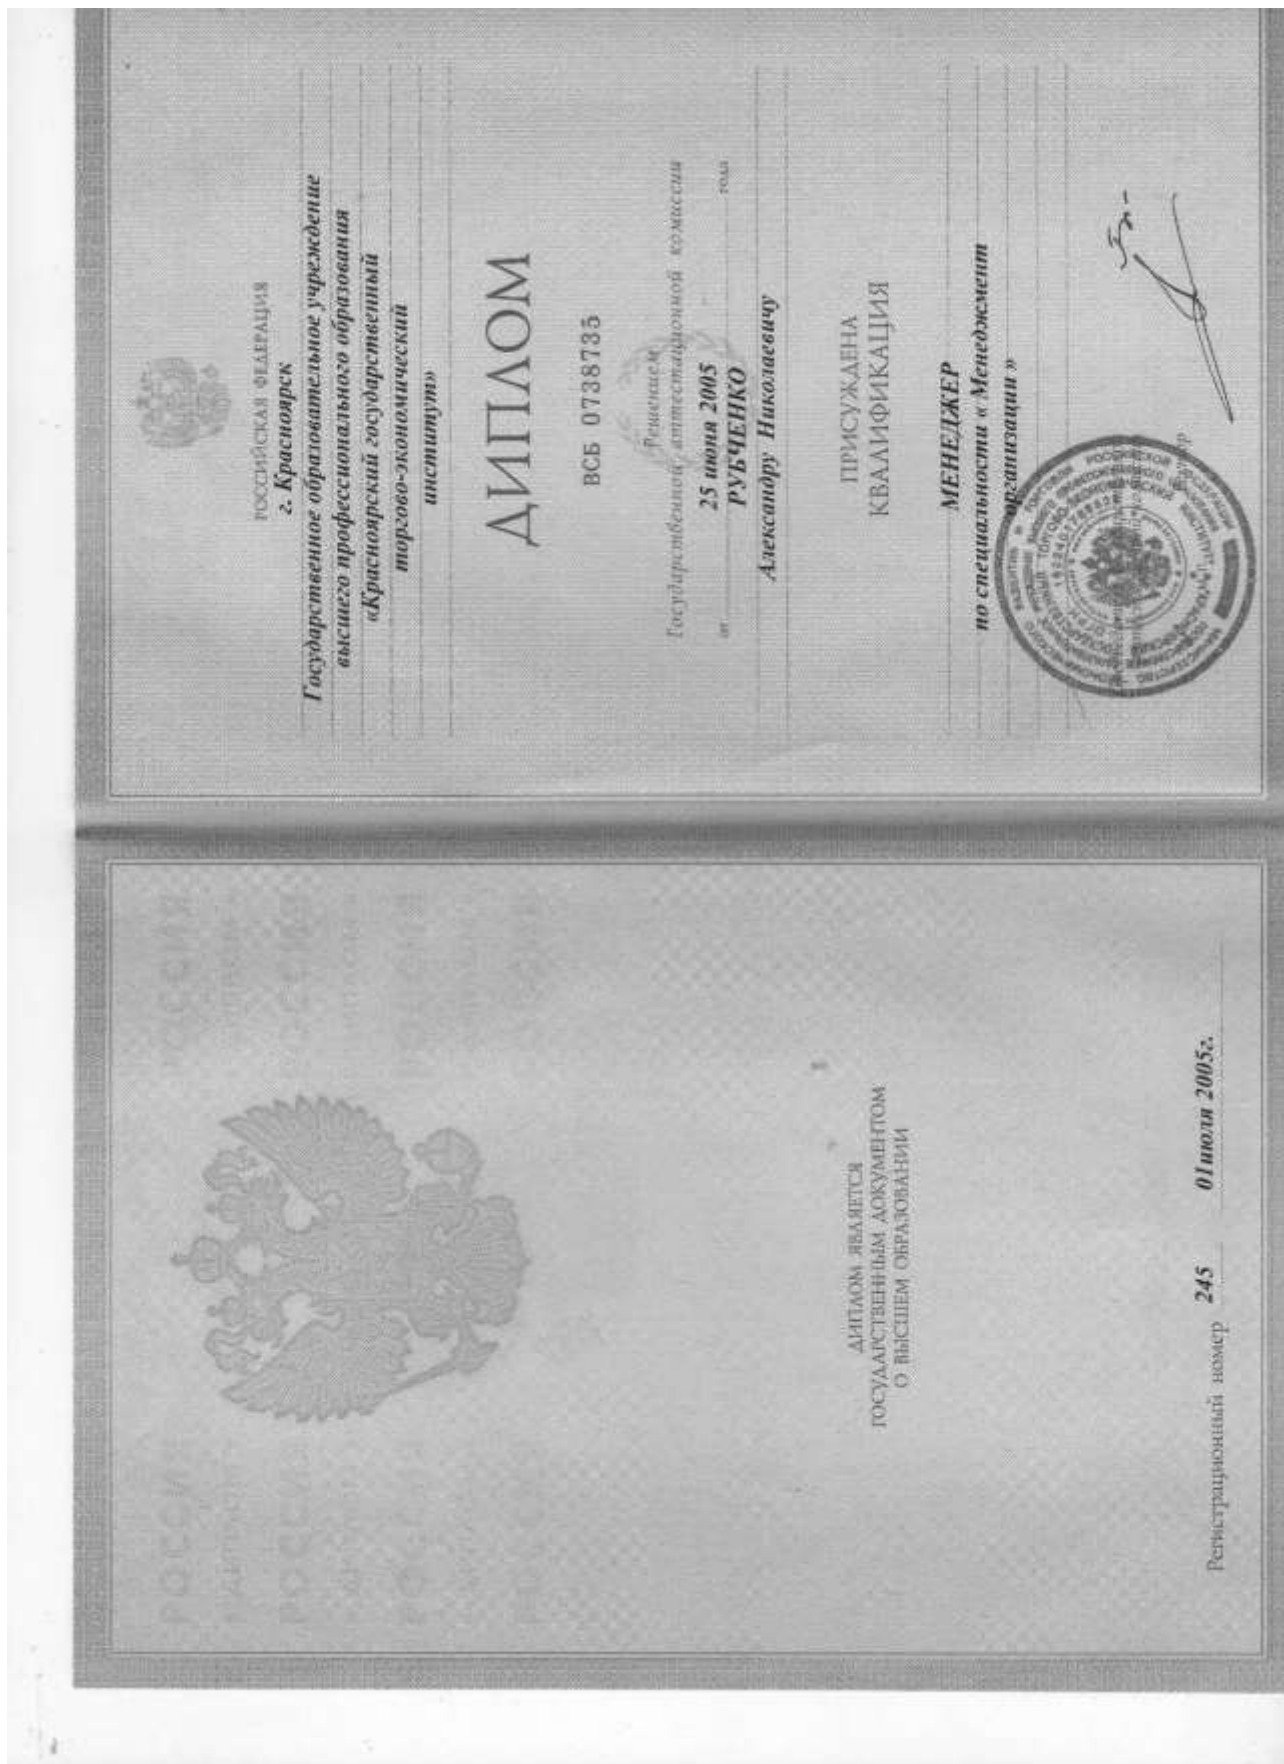 ДИПЛОМ ЯВЛЯЕТСЯ
ГОСУДАРСТВЕННЫМ ДОКУМЕНТОМ
О ВЫСШЕМ ОБРАЗОВАНИИ
Регистрационный номер 245 01июля 2005г.
РОССИЙСКАЯ ФЕДЕРАЦИЯ
г. Красноярск
Государственное образовательное учреждение
высшего профессионального образования
«Красноярский государственный
торгово-экономический
институт»
ДИПЛОМ
ВСБ 0738735
Решением
Государственной аттестационной комиссии
от 25 июня 2005 года
РУБЧЕНКО
Александру Николаевичу
ПРИСУЖДЕНА
КВАЛИФИКАЦИЯ
МЕНЕДЖЕР
по специальности « Менеджмент
организации »